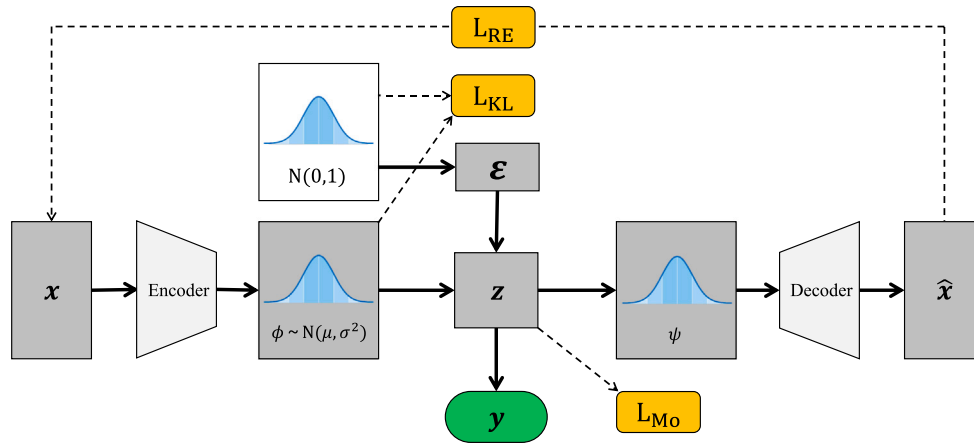 L_RE
L_KL
N(0,1)
ε
x
Encoder
ϕ ~ N(μ, σ²)
z
ψ
Decoder
x̂
y
L_Mo